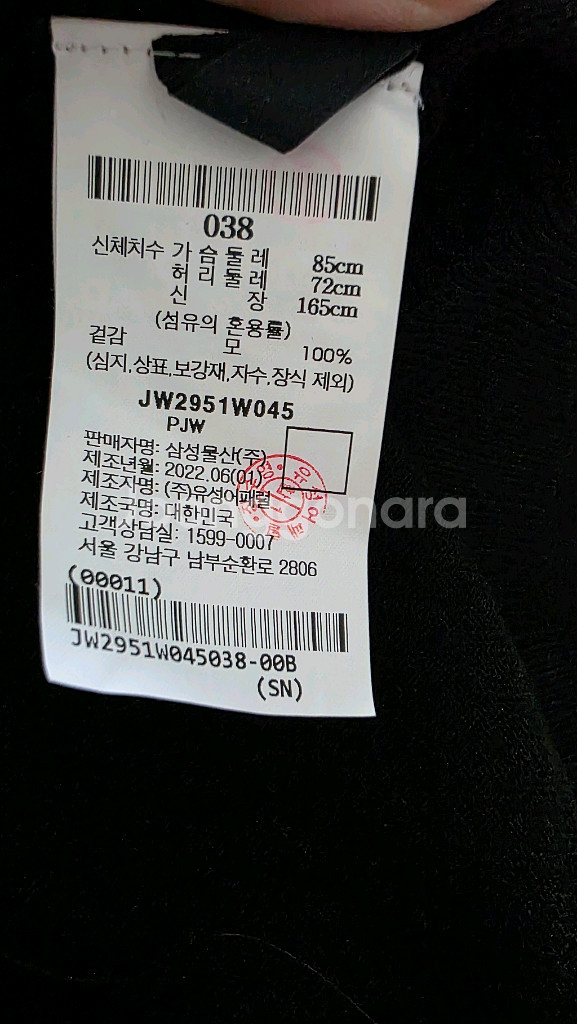 038
신체치수 가 슴 둘 레 85cm
허 리 둘 레 72cm
신 장 165cm
(섬유의 혼용률)
겉감 모 100%
(심지,상표,보강재,자수,장식 제외)
JW2951W045
PJW
판매자명: 삼성물산(주)
제조년월: 2022.06(01)
제조자명: (주)유성어패럴
제조국명: 대한민국
고객상담실: 1599-0007
서울 강남구 남부순환로 2806
(00011)
JW2951W045038-00B
(SN)